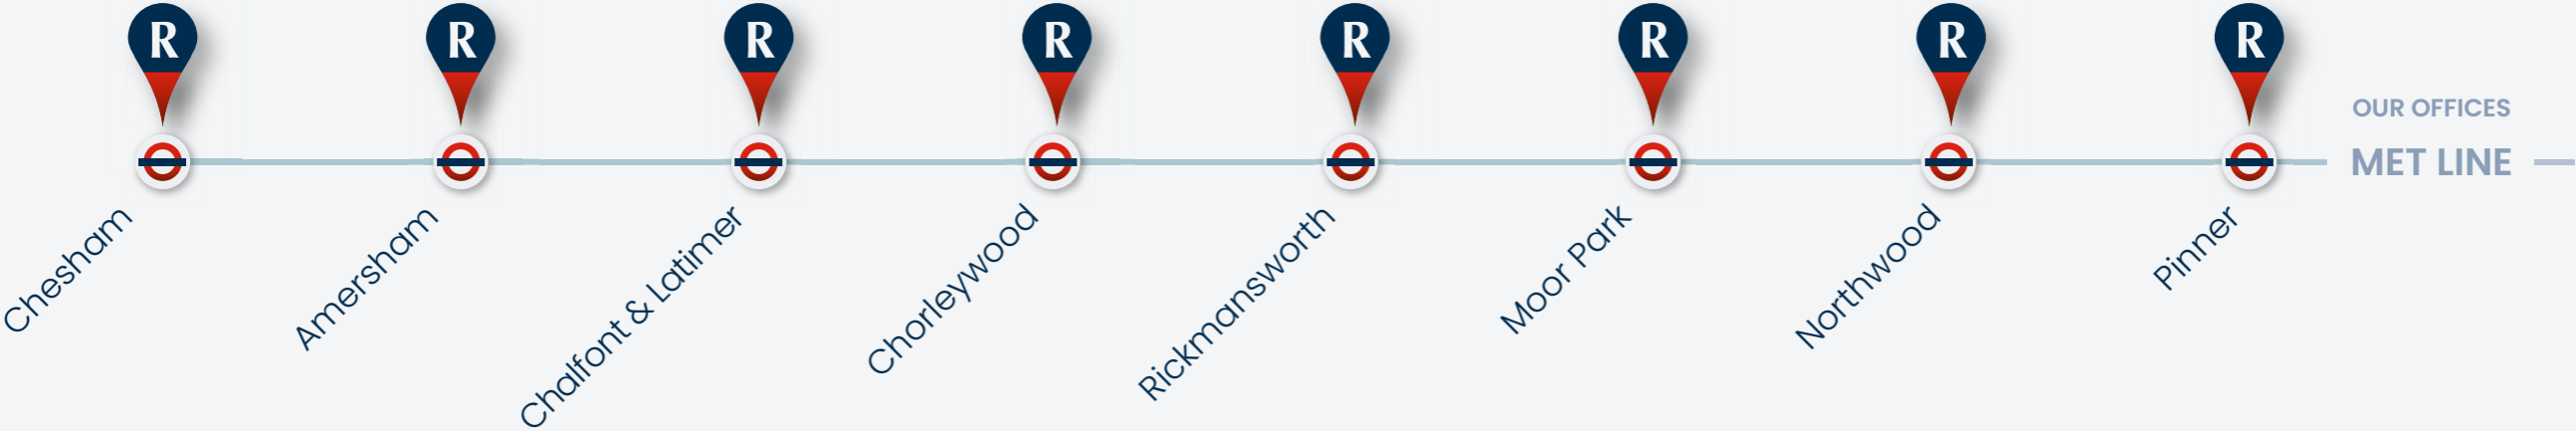 R
R
R
R
R
R
R
R
OUR OFFICES
MET LINE
Chesham
Amersham
Chalfont & Latimer
Chorleywood
Rickmansworth
Moor Park
Northwood
Pinner